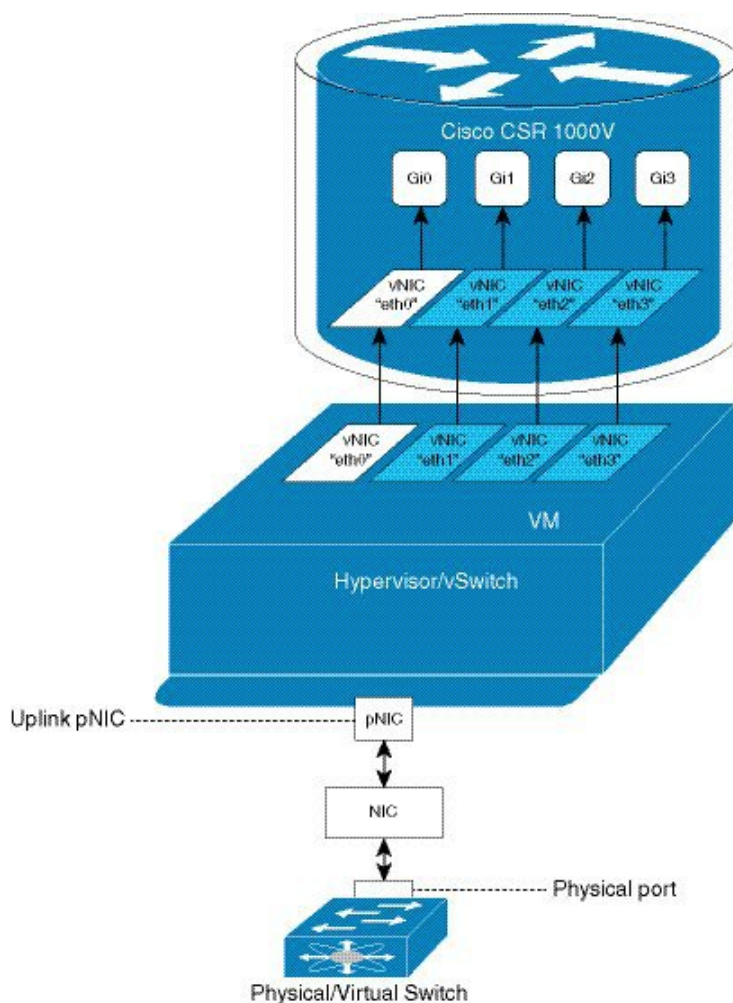 Cisco CSR 1000V
Gi0 Gi1 Gi2 Gi3
vNIC vNIC vNIC vNIC
"eth0" "eth1" "eth2" "eth3"
vNIC vNIC vNIC vNIC
"eth0" "eth1" "eth2" "eth3"
VM
Hypervisor/vSwitch
Uplink pNIC pNIC
NIC
Physical port
Physical/Virtual Switch